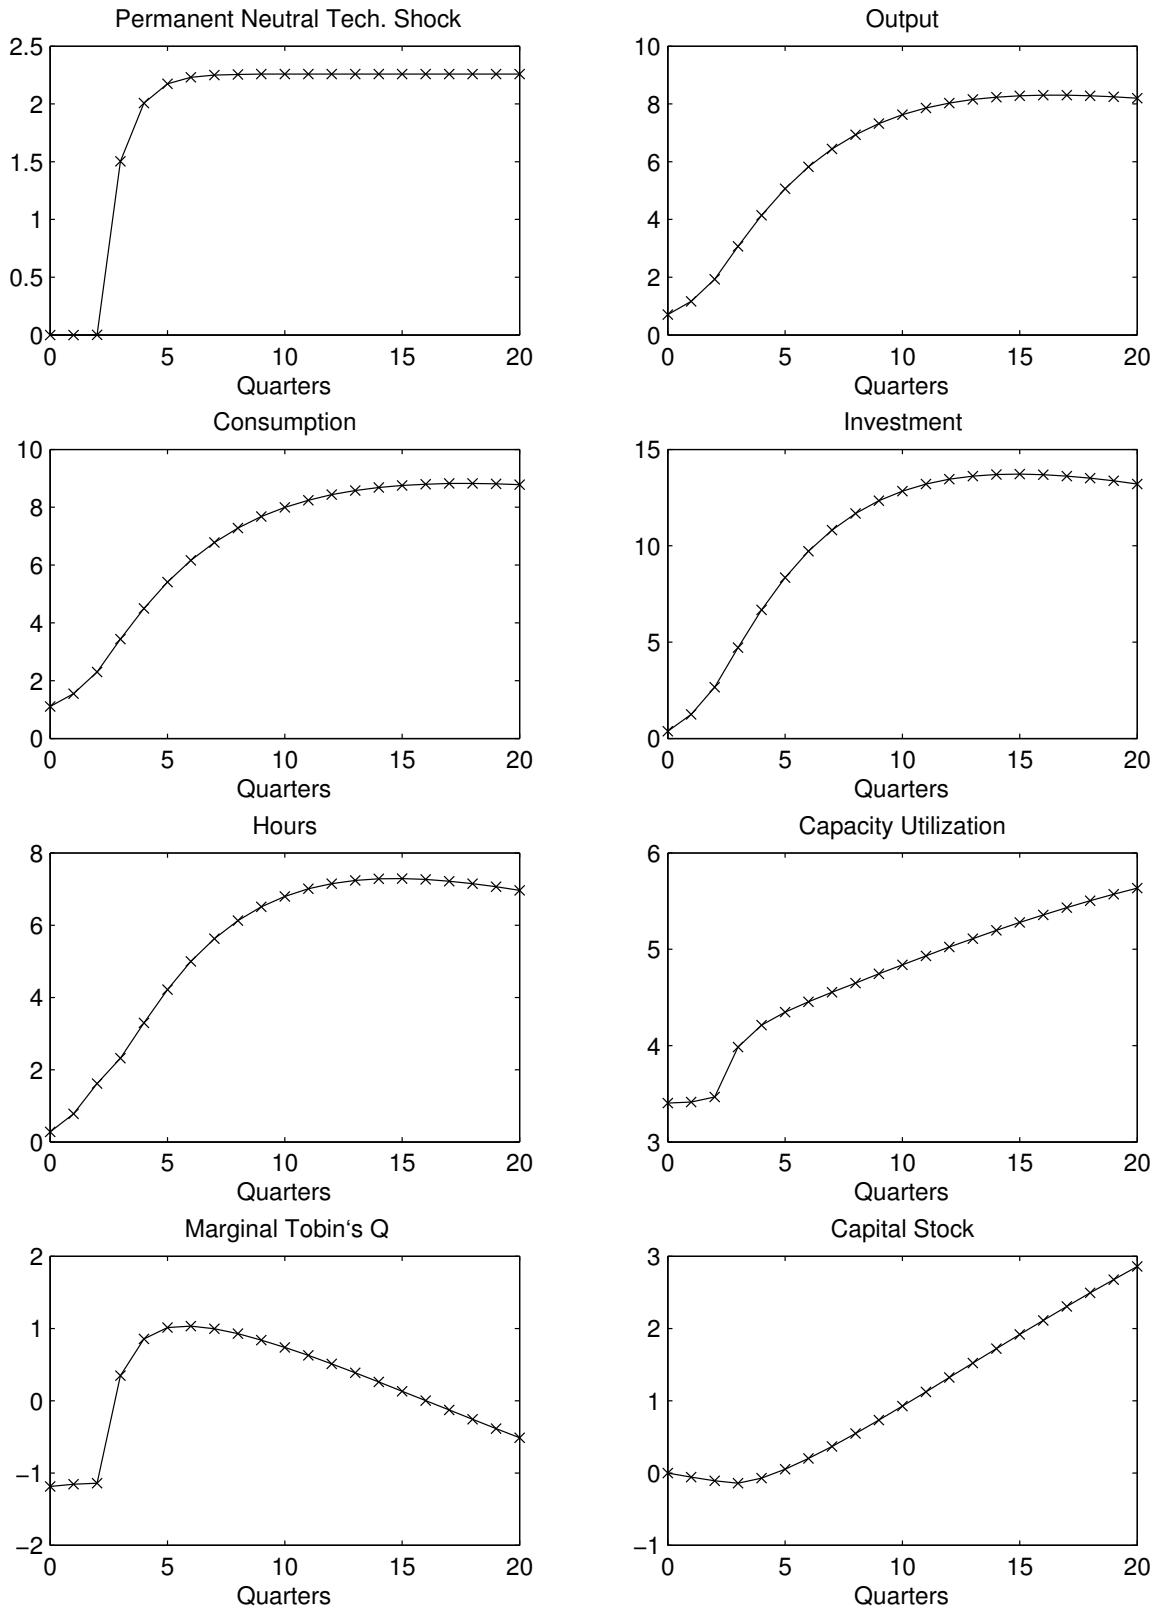 Permanent Neutral Tech. Shock
2.5
2
1.5
1
0.5
0
0 5 10 15 20
Quarters
Output
10
8
6
4
2
0
0 5 10 15 20
Quarters
Consumption
10
8
6
4
2
0
0 5 10 15 20
Quarters
Investment
15
10
5
0
0 5 10 15 20
Quarters
Hours
8
6
4
2
0
0 5 10 15 20
Quarters
Capacity Utilization
6
5
4
3
0 5 10 15 20
Quarters
Marginal Tobin‘s Q
2
1
0
−1
−2
0 5 10 15 20
Quarters
Capital Stock
3
2
1
0
−1
0 5 10 15 20
Quarters